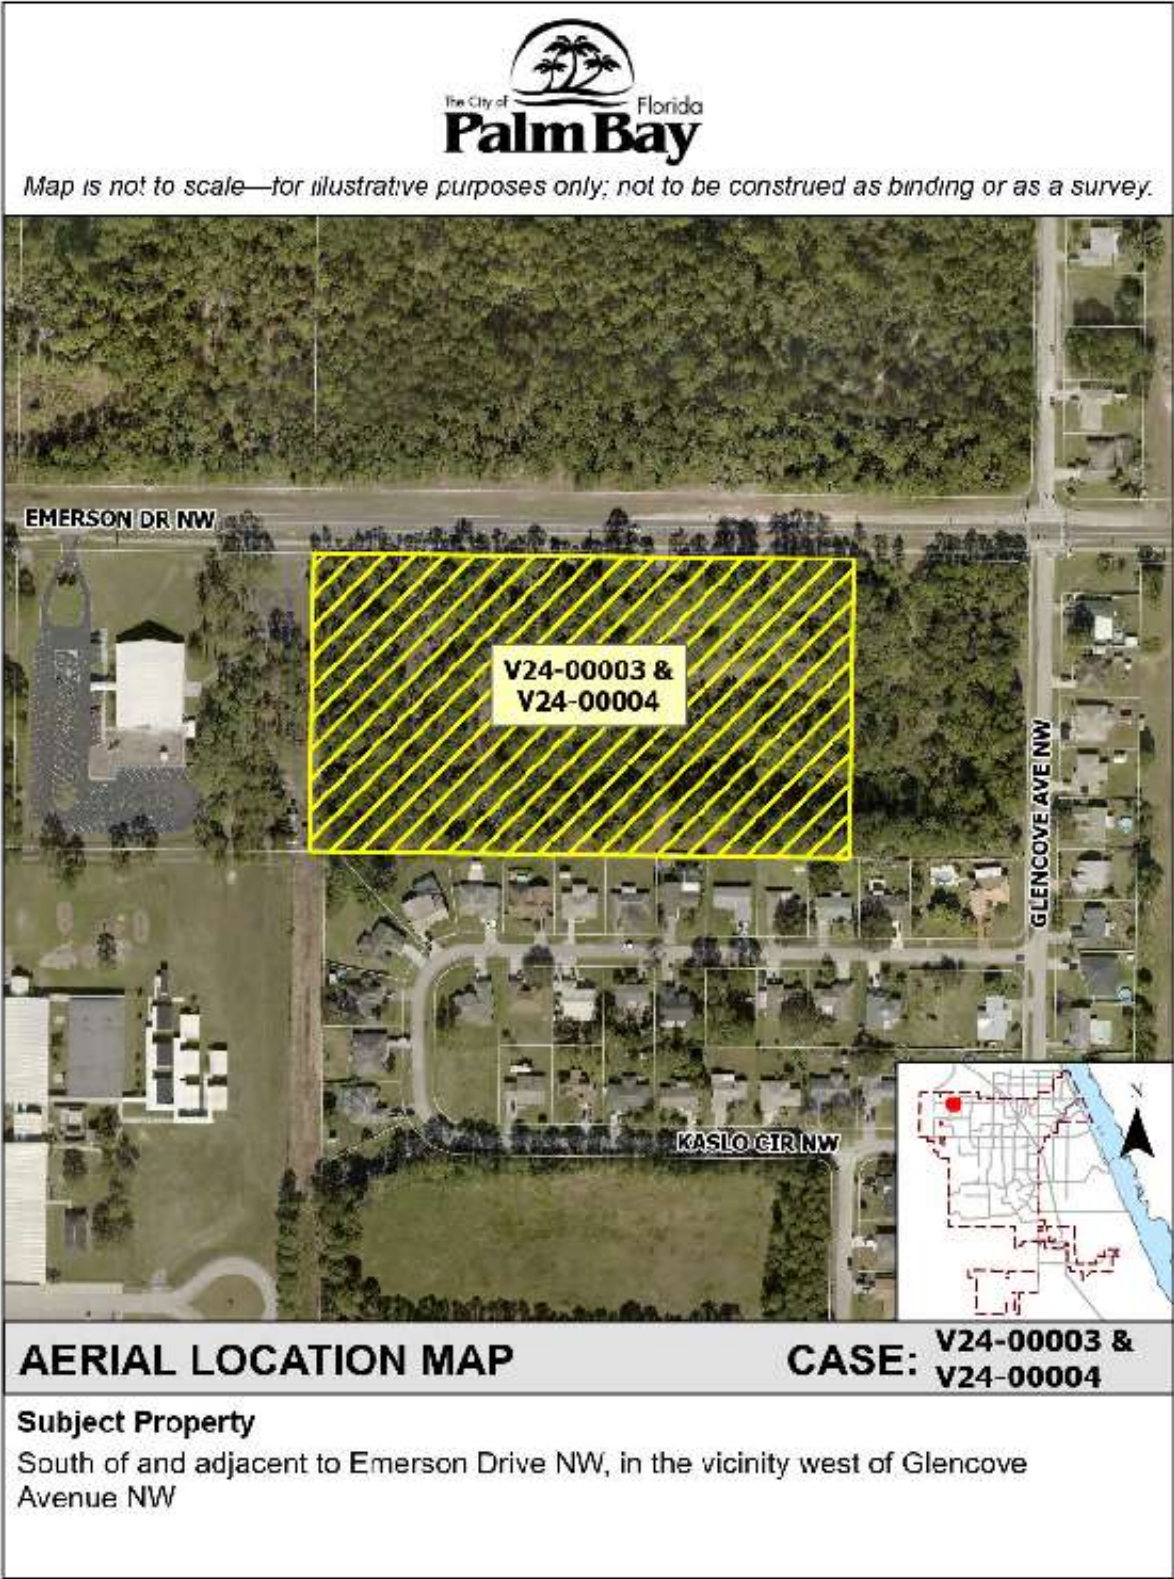 The City of Florida
Palm Bay
Map is not to scale—for illustrative purposes only; not to be construed as binding or as a survey.
EMERSON DR NW
V24-00003 &
V24-00004
GLENCOVE AVE NW
KASLO CIR NW
N
AERIAL LOCATION MAP
CASE:
V24-00003 &
V24-00004
Subject Property
South of and adjacent to Emerson Drive NW, in the vicinity west of Glencove
Avenue NW